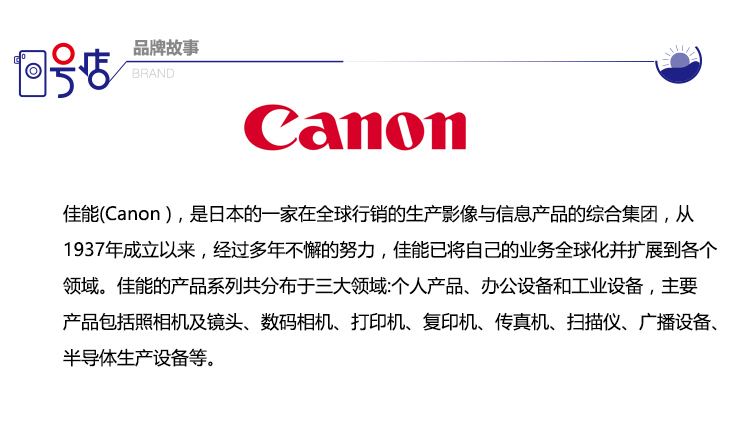 号店
品牌故事
BRAND
Canon
佳能(Canon )，是日本的一家在全球行销的生产影像与信息产品的综合集团，从
1937年成立以来，经过多年不懈的努力，佳能已将自己的业务全球化并扩展到各个
领域。佳能的产品系列共分布于三大领域:个人产品、办公设备和工业设备，主要
产品包括照相机及镜头、数码相机、打印机、复印机、传真机、扫描仪、广播设备、
半导体生产设备等。